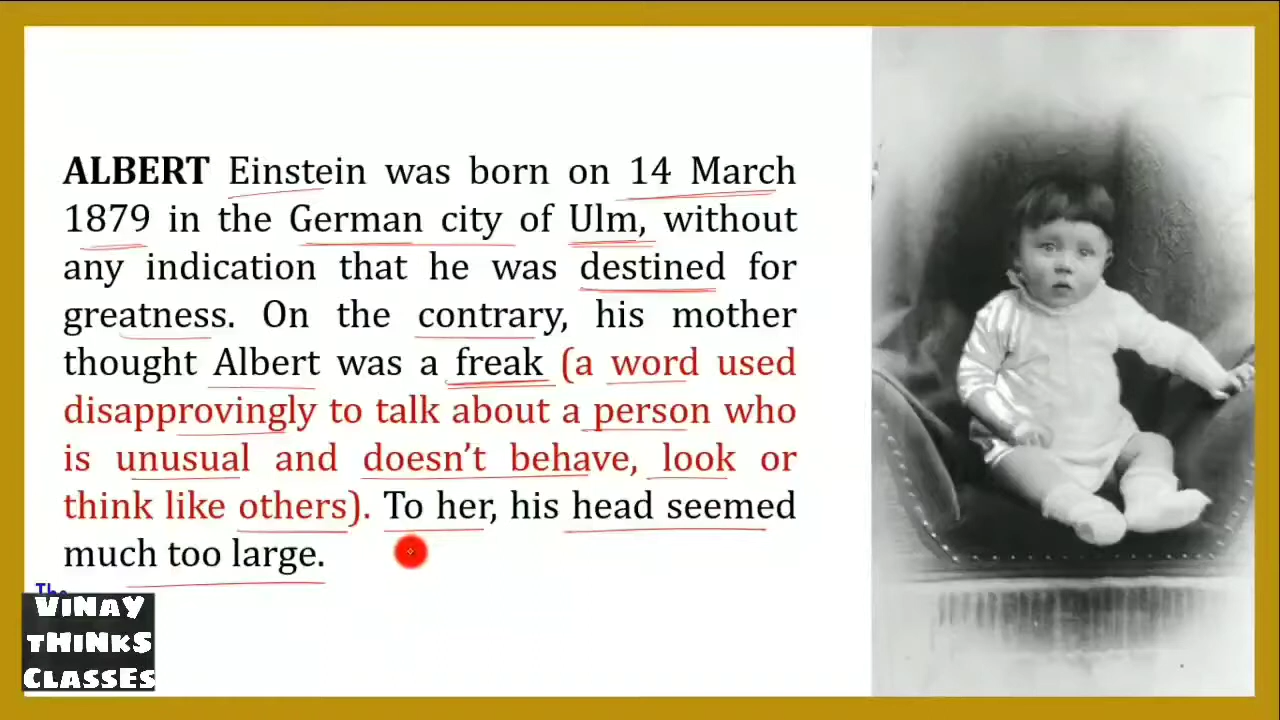 ALBERT Einstein was born on 14 March
1879 in the German city of Ulm, without
any indication that he was destined for
greatness. On the contrary, his mother
thought Albert was a freak (a word used
disapprovingly to talk about a person who
is unusual and doesn't behave, look or
think like others). To her, his head seemed
much too large.
The
VINAY
THINKS
CLASSES